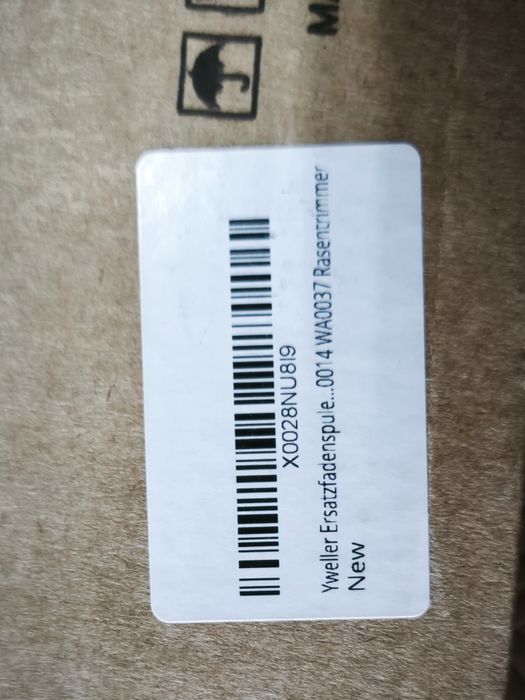 X0028NU8I9
Yweller Ersatzfadenspule...0014 WA0037 Rasentrimmer
New